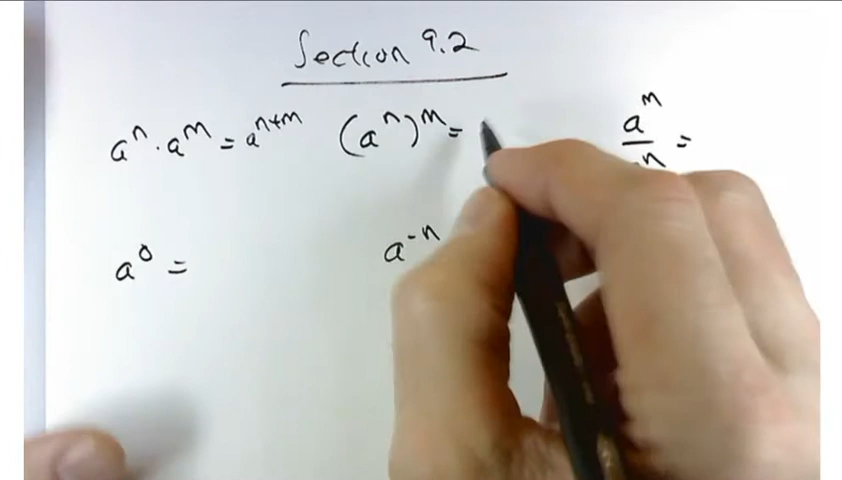 Section 9.2
aⁿ · aᵐ = aⁿ⁺ᵐ (aⁿ)ᵐ = aᵐ/ⁿ =
a⁰ = a⁻ⁿ